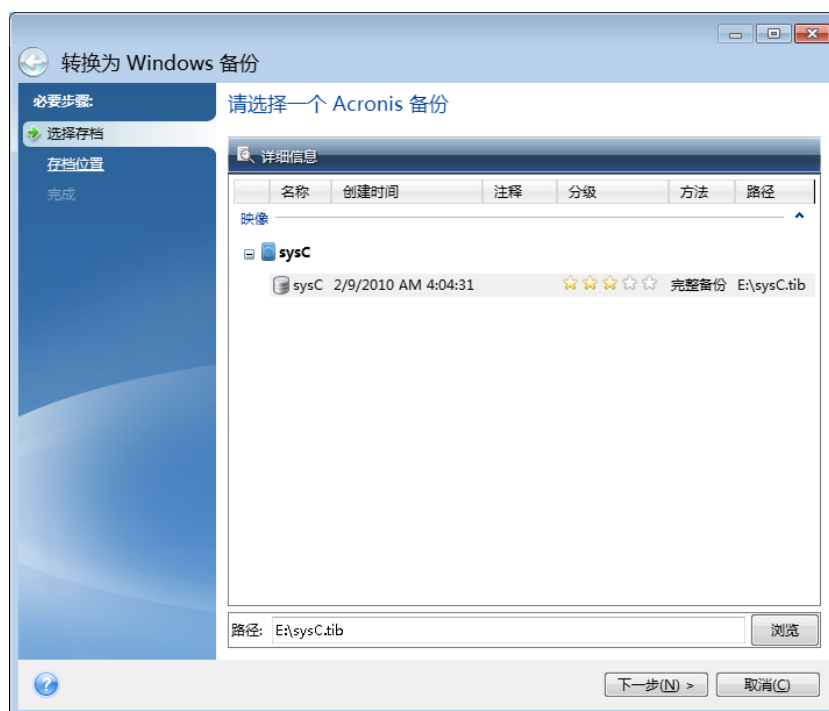 转换为 Windows 备份
必要步骤:
选择存档
存档位置
完成
请选择一个 Acronis 备份
详细信息
名称 创建时间 注释 分级 方法 路径
映像
sysC
sysC 2/9/2010 AM 4:04:31 完整备份 E:\sysC.tib
路径: E:\sysC.tib 浏览
下一步(N) > 取消(C)